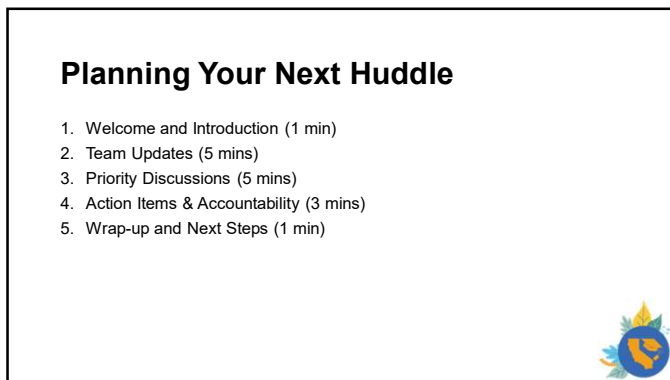 Planning Your Next Huddle
1. Welcome and Introduction (1 min)
2. Team Updates (5 mins)
3. Priority Discussions (5 mins)
4. Action Items & Accountability (3 mins)
5. Wrap-up and Next Steps (1 min)